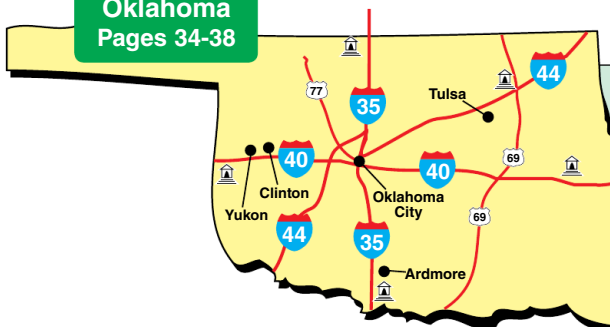 Oklahoma
Pages 34-38
77
35
44
Tulsa
40
69
40
Clinton
Yukon
Oklahoma
City
69
44
35
Ardmore